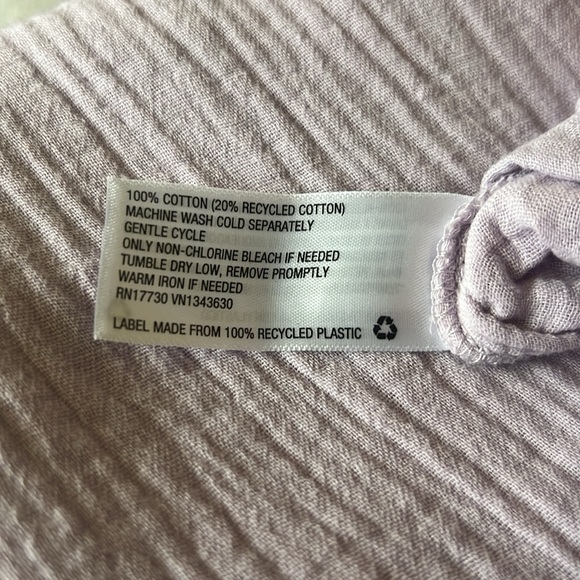 100% COTTON (20% RECYCLED COTTON)
MACHINE WASH COLD SEPARATELY
GENTLE CYCLE
ONLY NON-CHLORINE BLEACH IF NEEDED
TUMBLE DRY LOW, REMOVE PROMPTLY
WARM IRON IF NEEDED
RN17730 VN1343630
LABEL MADE FROM 100% RECYCLED PLASTIC